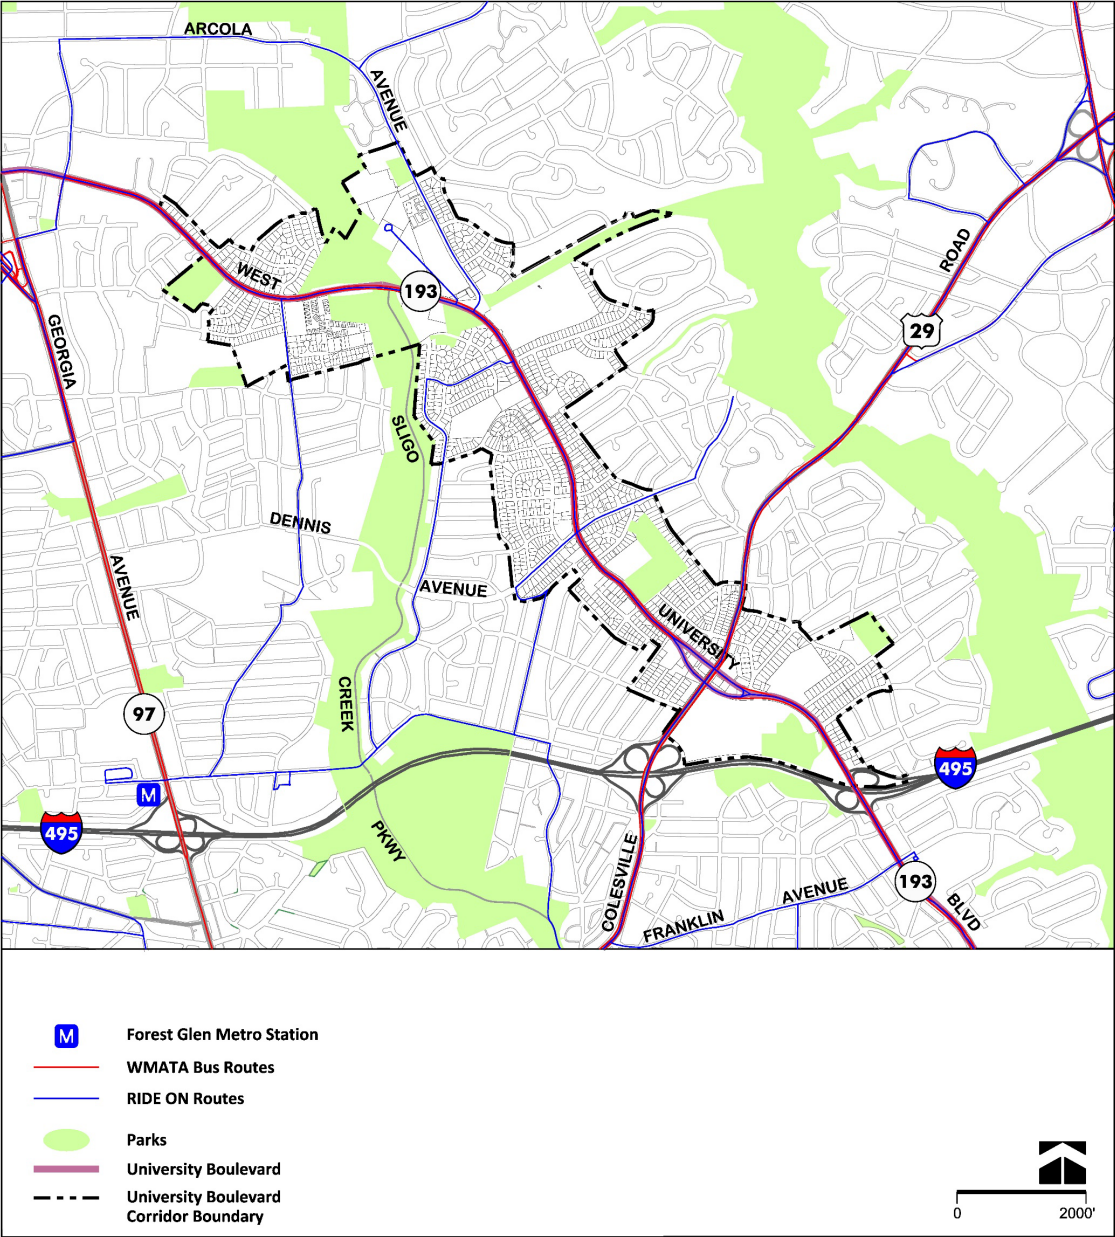 ARCOLA
AVENUE
WEST
193
ROAD
29
GEORGIA
SLIGO
DENNIS
AVENUE
AVENUE
UNIVERSITY
CREEK
97
495
M
495
PKWY
COLESVILLE
AVENUE
193
FRANKLIN
BLVD
M Forest Glen Metro Station
WMATA Bus Routes
RIDE ON Routes
Parks
University Boulevard
University Boulevard
Corridor Boundary
0 2000'